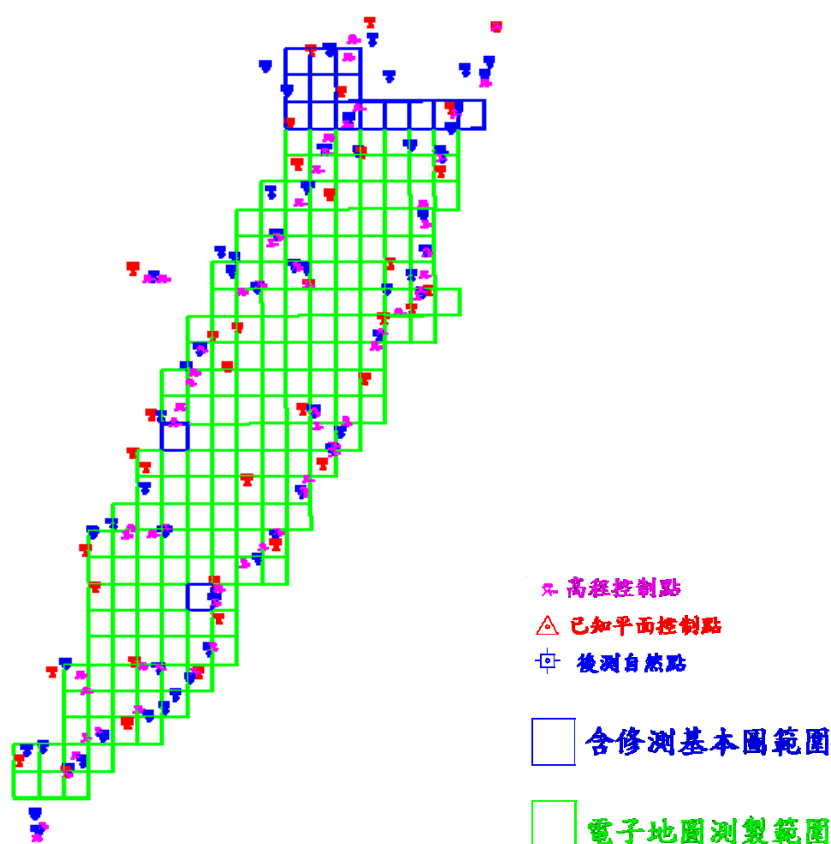 高程控制點
已知平面控制點
後測自然點
含修測基本圖範圍
電子地圖測製範圍